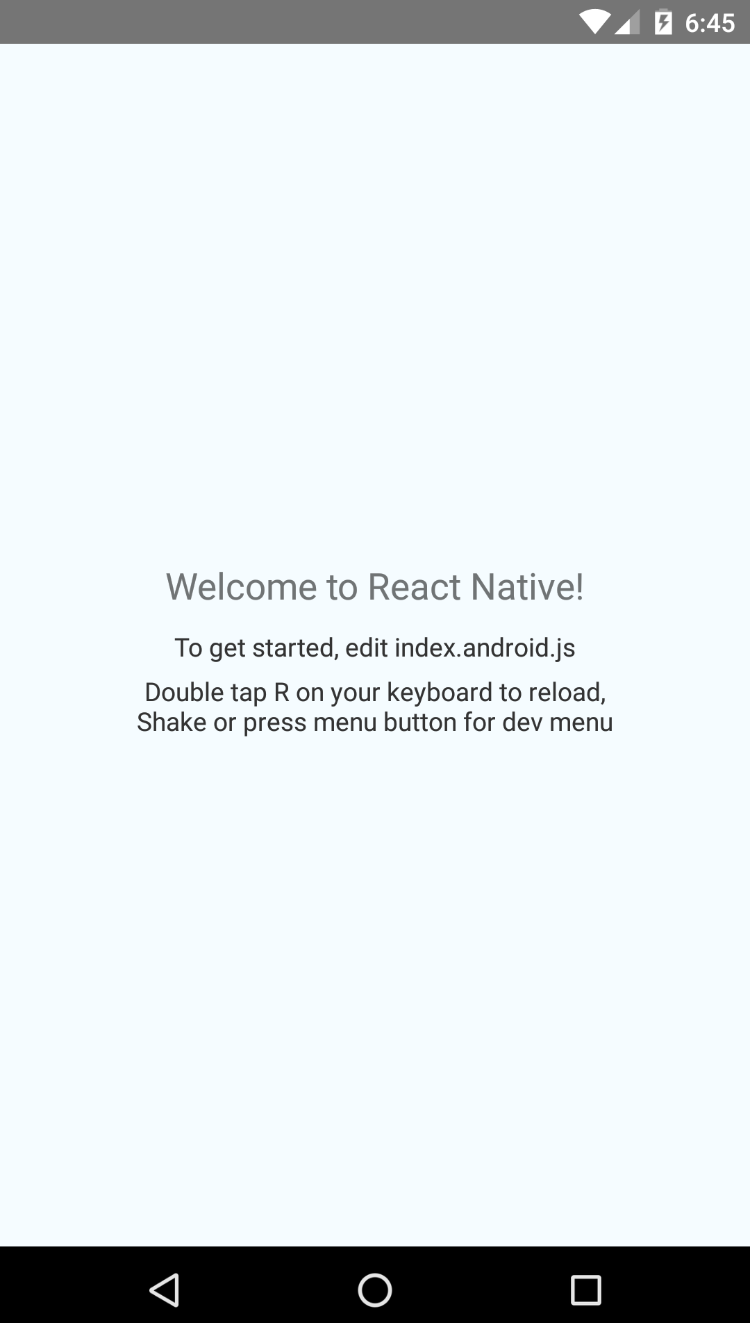 6:45
Welcome to React Native!
To get started, edit index.android.js
Double tap R on your keyboard to reload,
Shake or press menu button for dev menu